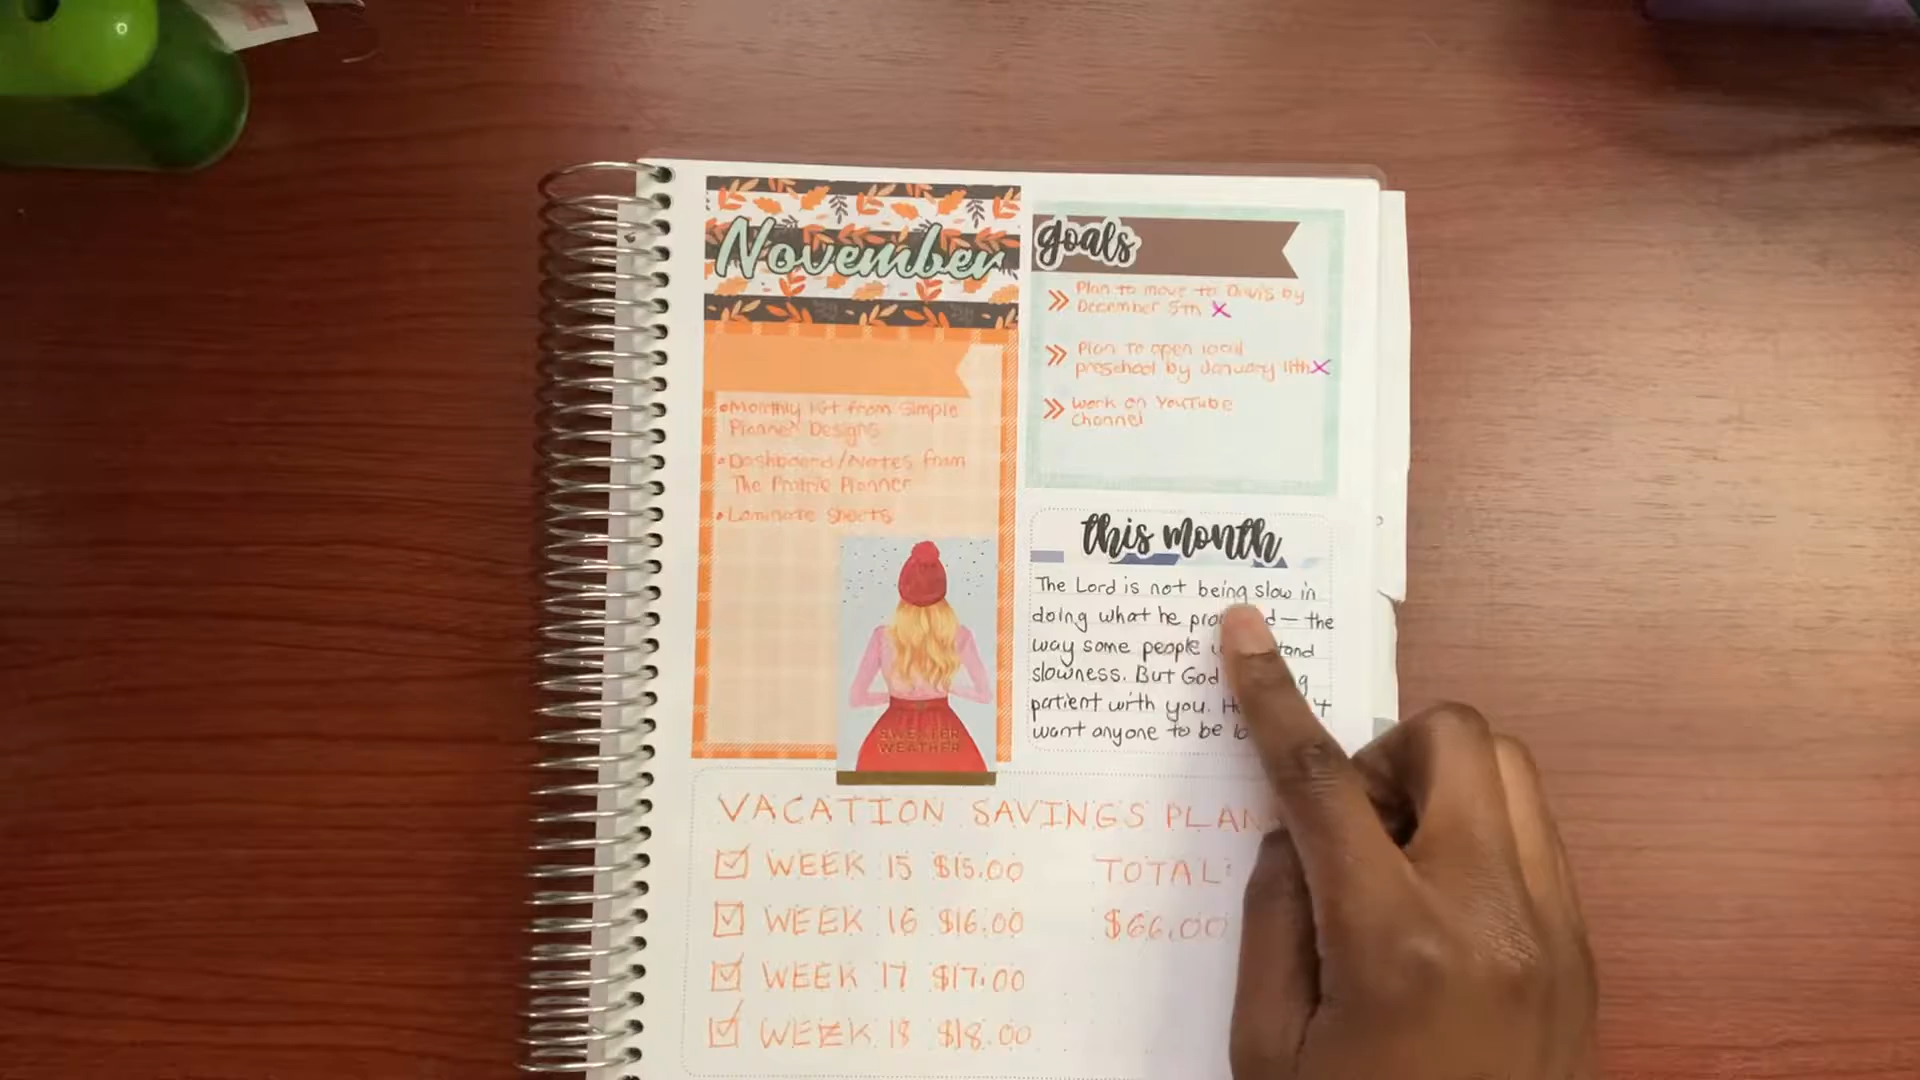 November
• Monthly Kit from Simple
Planner Designs
• Dashboard/Notes from
The Prairie Planner
• Laminate Sheets
SWEATER
WEATHER
goals
Plan to move to Davis by
December 5th X
Plan to open local
preschool by January 11th X
Work on YouTube
Channel
this month
The Lord is not being slow in
doing what he — the
way some people
slowness. But God
patient with you.
want anyone to be
VACATION SAVINGS PLAN
WEEK 15 $15.00
WEEK 16 $16.00
WEEK 17 $17.00
WEEK 18 $18.00
TOTAL:
$66.00